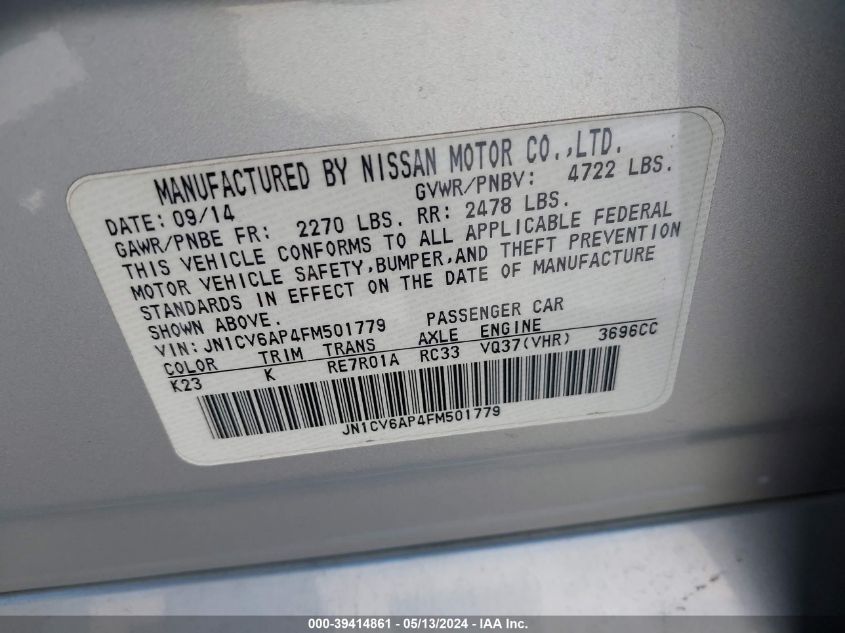 MANUFACTURED BY NISSAN MOTOR CO.,LTD.
DATE: 09/14 GVWR/PNBV: 4722 LBS.
GAWR/PNBE FR: 2270 LBS. RR: 2478 LBS.
THIS VEHICLE CONFORMS TO ALL APPLICABLE FEDERAL
MOTOR VEHICLE SAFETY,BUMPER,AND THEFT PREVENTION
STANDARDS IN EFFECT ON THE DATE OF MANUFACTURE
SHOWN ABOVE.
VIN: JN1CV6AP4FM501779 PASSENGER CAR
COLOR TRIM TRANS AXLE ENGINE
K23 K RE7R01A RC33 VQ37(VHR) 3696CC
JN1CV6AP4FM501779
000-39414861 - 05/13/2024 - IAA Inc.